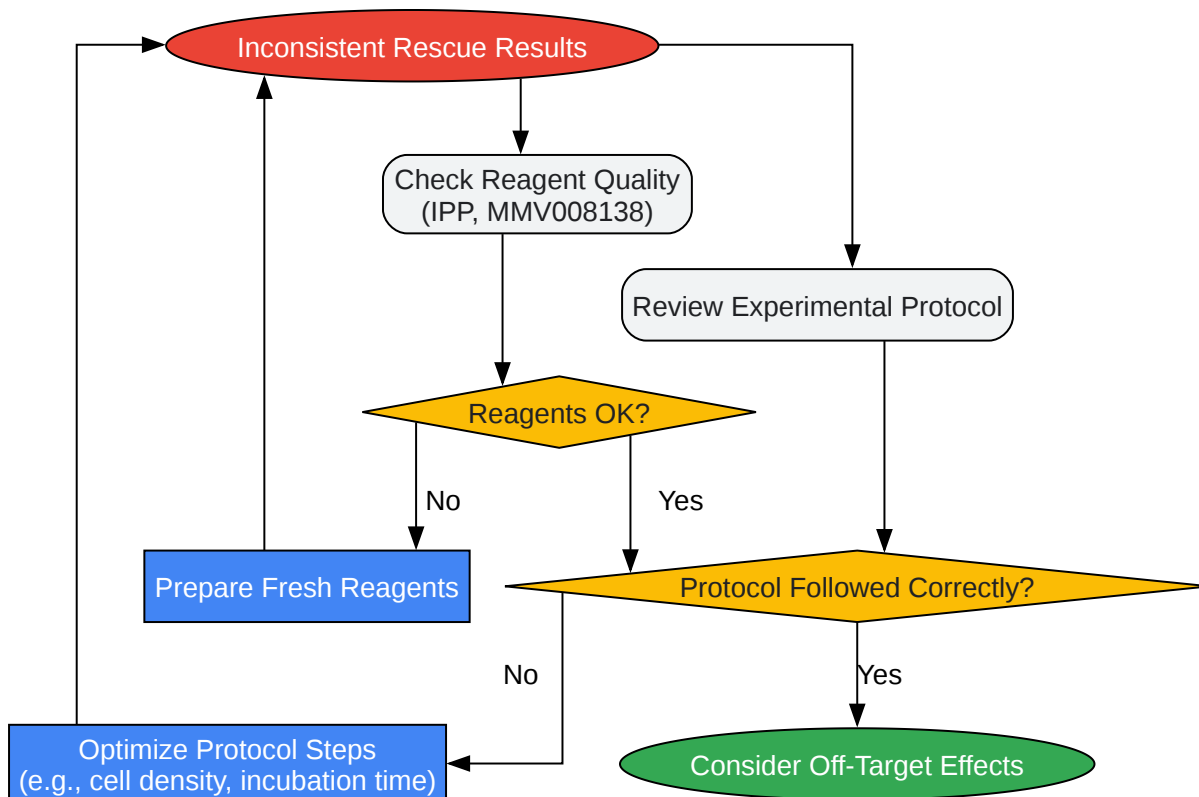 Inconsistent Rescue Results
Check Reagent Quality
(IPP, MMV008138)
Review Experimental Protocol
Reagents OK?
No
Yes
Prepare Fresh Reagents
Protocol Followed Correctly?
No
Yes
Optimize Protocol Steps
(e.g., cell density, incubation time)
Consider Off-Target Effects